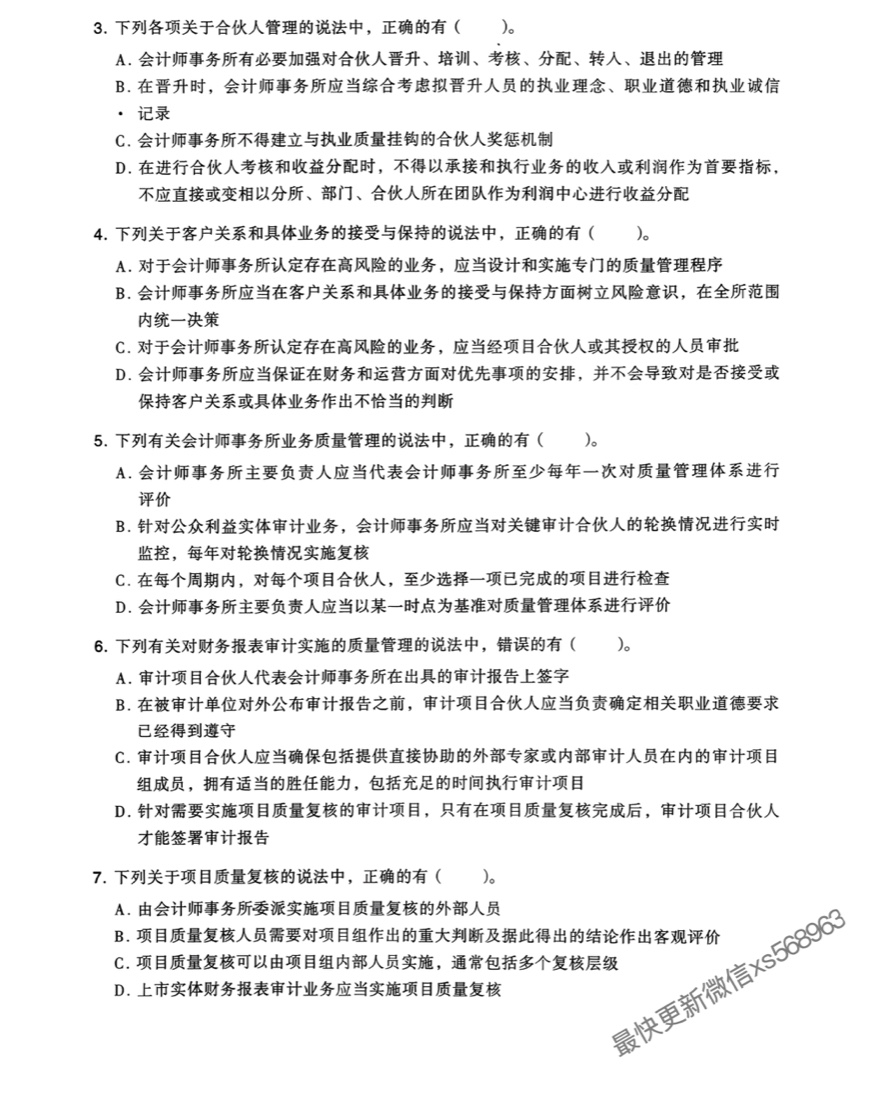 3. 下列各项关于合伙人管理的说法中，正确的有（　　）。
A. 会计师事务所有必要加强对合伙人晋升、培训、考核、分配、转入、退出的管理
B. 在晋升时，会计师事务所应当综合考虑拟晋升人员的执业理念、职业道德和执业诚信
记录
C. 会计师事务所不得建立与执业质量挂钩的合伙人奖惩机制
D. 在进行合伙人考核和收益分配时，不得以承接和执行业务的收入或利润作为首要指标，
不应直接或变相以分所、部门、合伙人所在团队作为利润中心进行收益分配
4. 下列关于客户关系和具体业务的接受与保持的说法中，正确的有（　　）。
A. 对于会计师事务所认定存在高风险的业务，应当设计和实施专门的质量管理程序
B. 会计师事务所应当在客户关系和具体业务的接受与保持方面树立风险意识，在全所范围
内统一决策
C. 对于会计师事务所认定存在高风险的业务，应当经项目合伙人或其授权的人员审批
D. 会计师事务所应当保证在财务和运营方面对优先事项的安排，并不会导致对是否接受或
保持客户关系或具体业务作出不恰当的判断
5. 下列有关会计师事务所业务质量管理的说法中，正确的有（　　）。
A. 会计师事务所主要负责人应当代表会计师事务所至少每年一次对质量管理体系进行
评价
B. 针对公众利益实体审计业务，会计师事务所应当对关键审计合伙人的轮换情况进行实时
监控，每年对轮换情况实施复核
C. 在每个周期内，对每个项目合伙人，至少选择一项已完成的项目进行检查
D. 会计师事务所主要负责人应当以某一时点为基准对质量管理体系进行评价
6. 下列有关对财务报表审计实施的质量管理的说法中，错误的有（　　）。
A. 审计项目合伙人代表会计师事务所在出具的审计报告上签字
B. 在被审计单位对外公布审计报告之前，审计项目合伙人应当负责确定相关职业道德要求
已经得到遵守
C. 审计项目合伙人应当确保包括提供直接协助的外部专家或内部审计人员在内的审计项目
组成员，拥有适当的胜任能力，包括充足的时间执行审计项目
D. 针对需要实施项目质量复核的审计项目，只有在项目质量复核完成后，审计项目合伙人
才能签署审计报告
7. 下列关于项目质量复核的说法中，正确的有（　　）。
A. 由会计师事务所委派实施项目质量复核的外部人员
B. 项目质量复核人员需要对项目组作出的重大判断及据此得出的结论作出客观评价
C. 项目质量复核可以由项目组内部人员实施，通常包括多个复核层级
D. 上市实体财务报表审计业务应当实施项目质量复核
最快更新微信xs568963